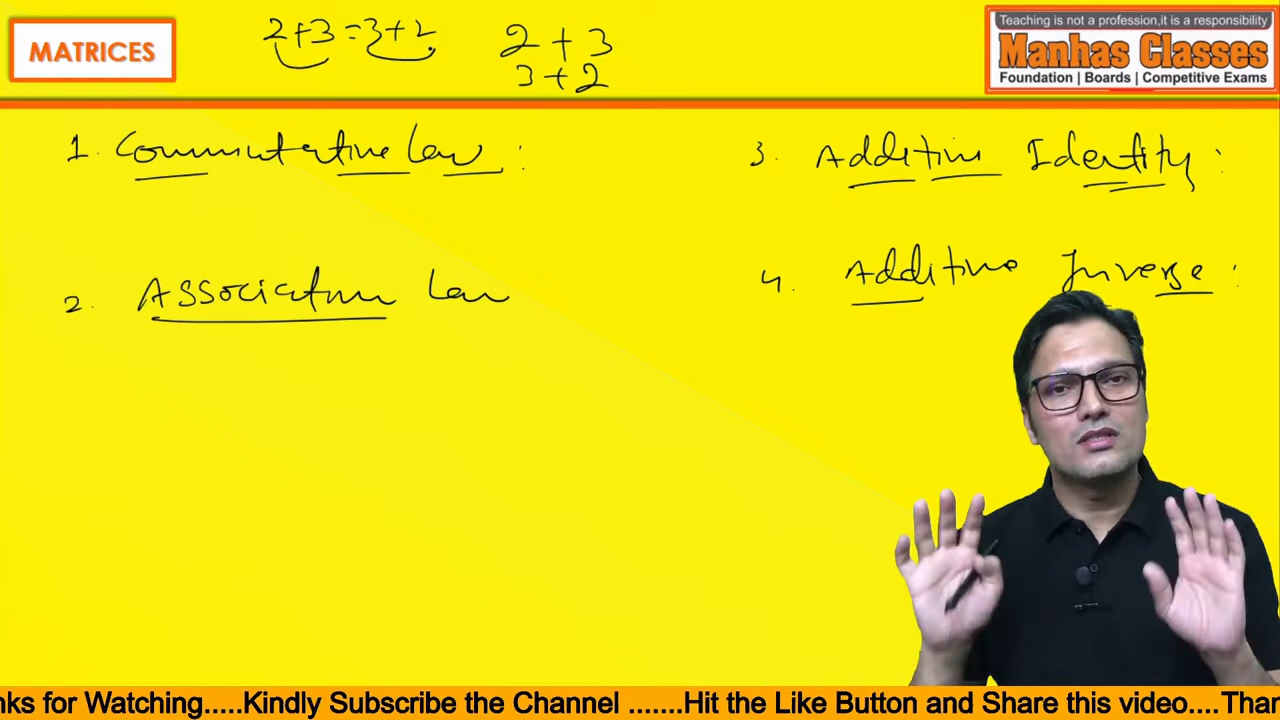 MATRICES
2+3=3+2
2+3
3+2
Teaching is not a profession,it is a responsibility
Manhas Classes
Foundation | Boards | Competitive Exams
1. Commutative Law :
2. Associative Law
3. Additive Identity :
4. Additive Inverse :
nks for Watching.....Kindly Subscribe the Channel .......Hit the Like Button and Share this video....Than